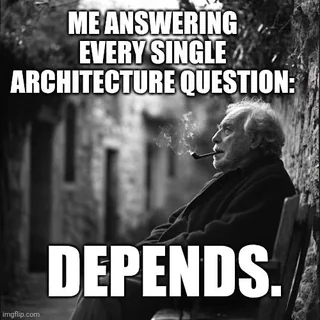 ME ANSWERING
EVERY SINGLE
ARCHITECTURE QUESTION:
DEPENDS.
imgflip.com